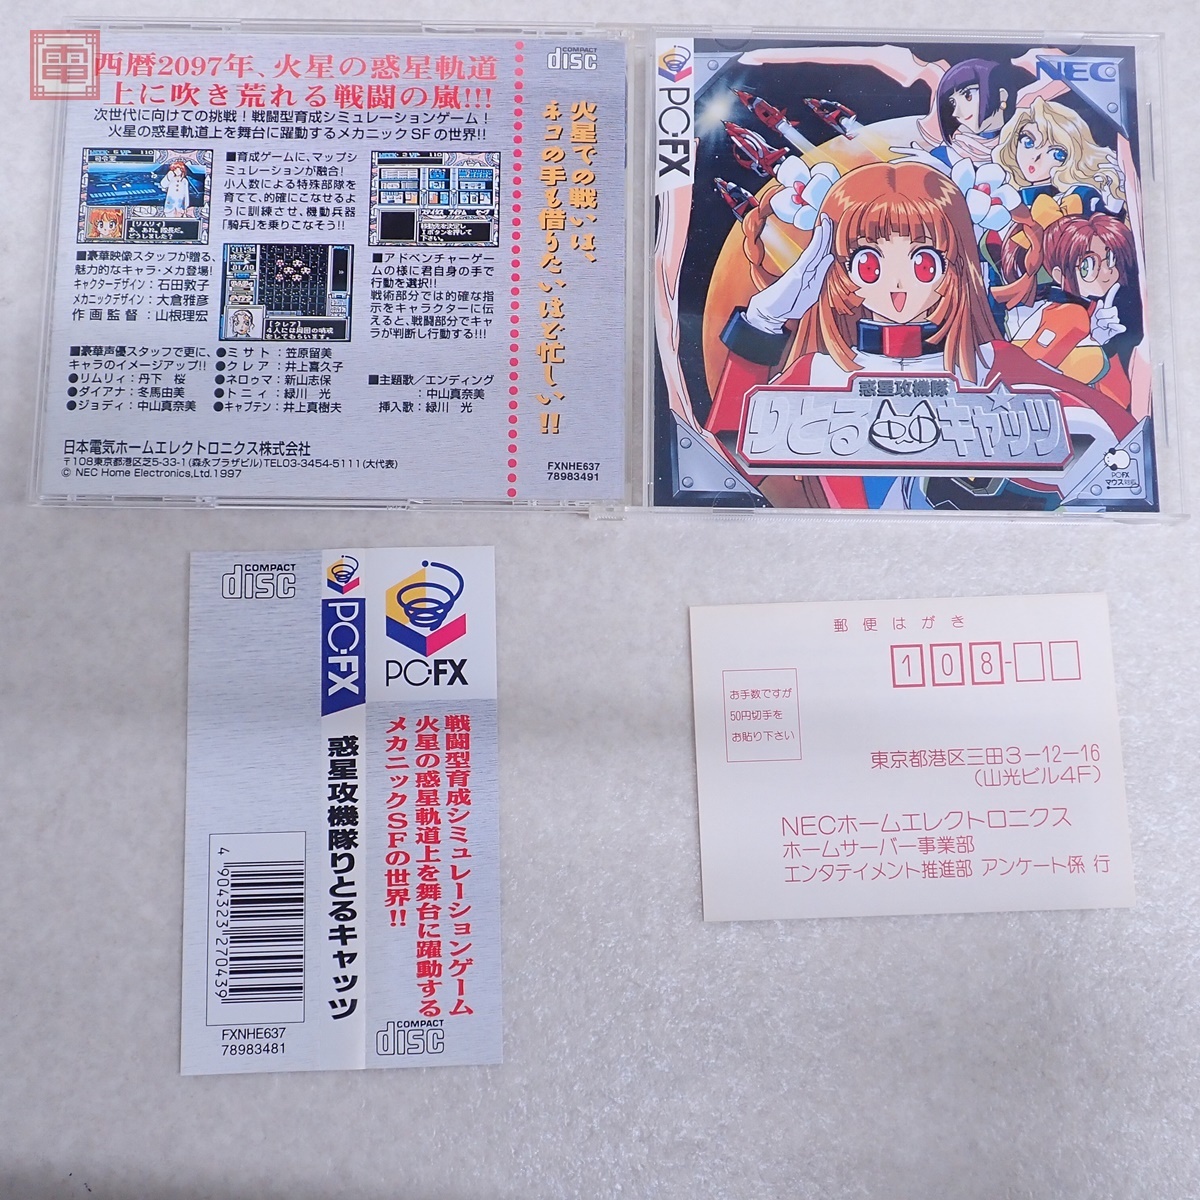 電
西暦2097年、火星の惑星軌道
上に吹き荒れる戦闘の嵐!!!
次世代に向けての挑戦!戦闘型育成シミュレーションゲーム!
火星の惑星軌道上を舞台に躍動するメカニックSFの世界!!
■育成ゲームに、マップシ
ミュレーションが融合!
小人数による特殊部隊を
育てて、的確にこなせるよ
うに訓練させ、機動兵器
「騎兵」を乗りこなそう!!
■豪華映像スタッフが贈る、
魅力的なキャラ・メカ登場!
キャクターデザイン:石田敦子
メカニックデザイン:大倉雅彦
作画監督:山根理宏
■アドベンチャーゲー
ムの様に君自身の手で
行動を選択!!
戦術部分では的確な指
示をキャラクターに伝
えると、戦闘部分でキャ
ラが判断し行動する!!!
■豪華声優スタッフで更に、
キャラのイメージアップ!!
●リムリィ:丹下 桜
●ダイアナ:冬馬由美
●ジョディ:中山真奈美
●ミサト:笠原留美
●クレア:井上喜久子
●ネロゥマ:新山志保
●トニィ:緑川 光
●キャプテン:井上真樹夫
■主題歌/エンディング
中山真奈美
挿入歌:緑川 光
日本電気ホームエレクトロニクス株式会社
〒108東京都港区芝5-33-1(森永プラザビル)TEL03-3454-5111(大代表)
© NEC Home Electronics,Ltd.1997
COMPACT
disc
火星での戦いは、
ネコの手も借りたいほど忙しい!!
FXNHE637
78983491
PC-FX
NEC
惑星攻機隊
りとるキャッツ
PC-FX
マウス対応
COMPACT
disc
4 904323 270439
FXNHE637
78983481
PC-FX
惑星攻機隊りとるキャッツ
PC-FX
戦闘型育成シミュレーションゲーム
火星の惑星軌道上を舞台に躍動する
メカニックSFの世界!!
COMPACT
disc
郵便はがき
108-
お手数ですが
50円切手を
お貼り下さい
東京都港区三田3-12-16
(山光ビル4F)
NECホームエレクトロニクス
ホームサーバー事業部
エンタテイメント推進部 アンケート係 行